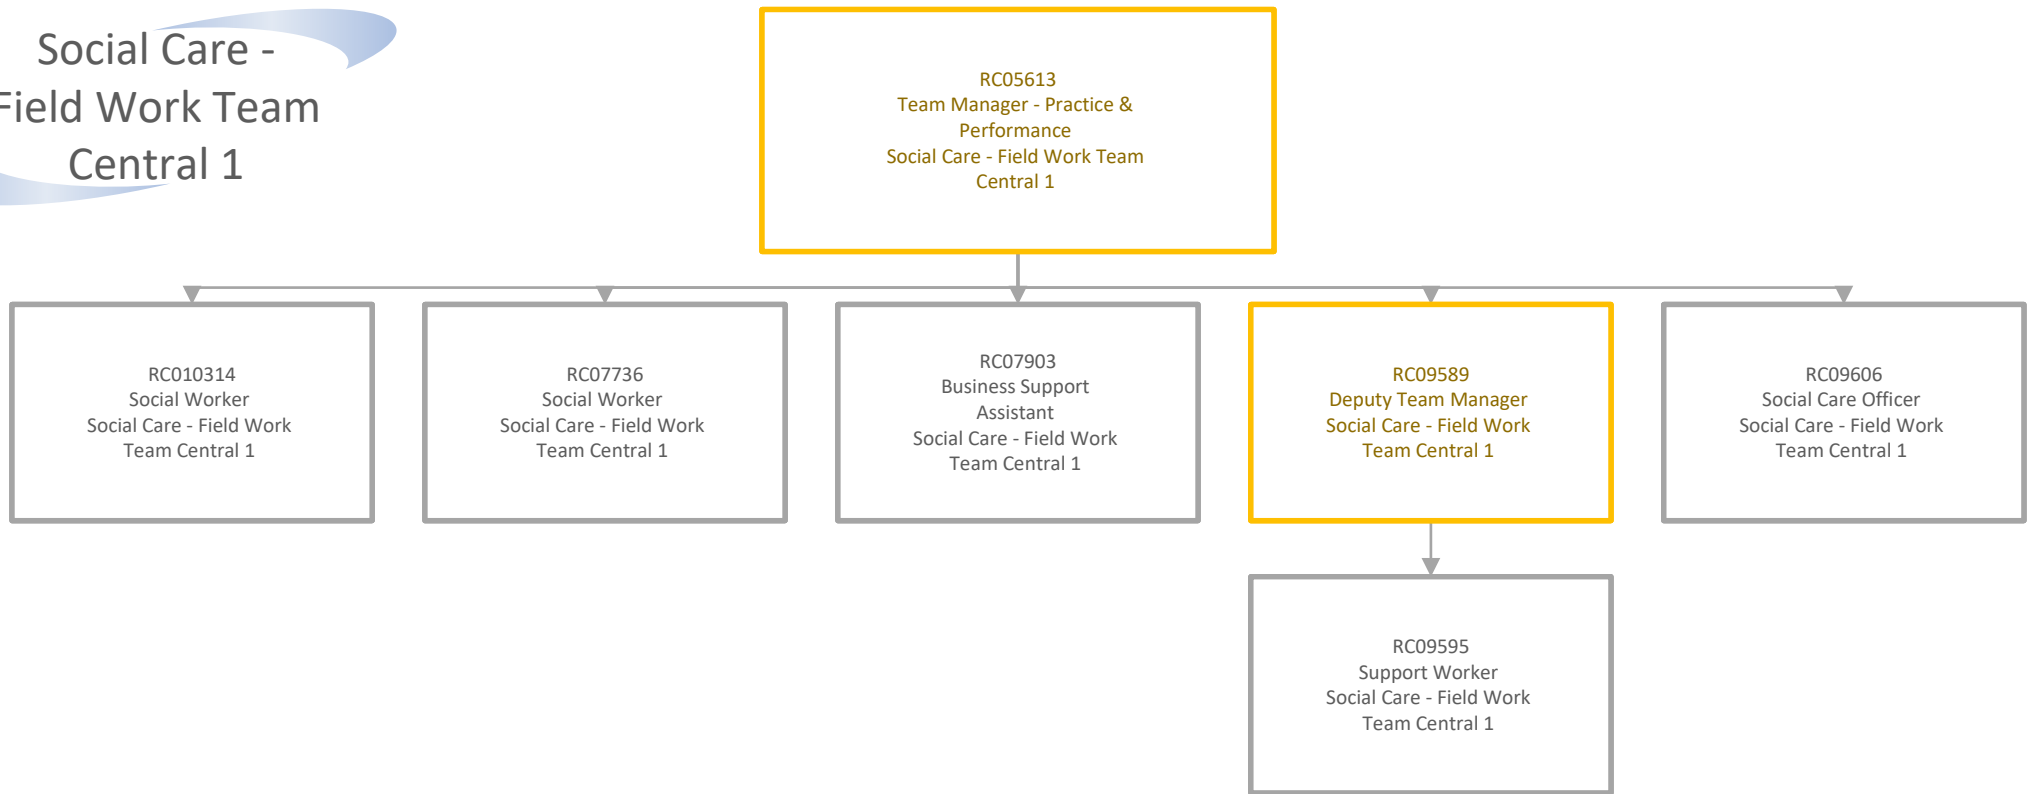 Social Care -
Field Work Team
Central 1
RC05613
Team Manager - Practice &
Performance
Social Care - Field Work Team
Central 1
RC010314
Social Worker
Social Care - Field Work
Team Central 1
RC07736
Social Worker
Social Care - Field Work
Team Central 1
RC07903
Business Support
Assistant
Social Care - Field Work
Team Central 1
RC09589
Deputy Team Manager
Social Care - Field Work
Team Central 1
RC09606
Social Care Officer
Social Care - Field Work
Team Central 1
RC09595
Support Worker
Social Care - Field Work
Team Central 1